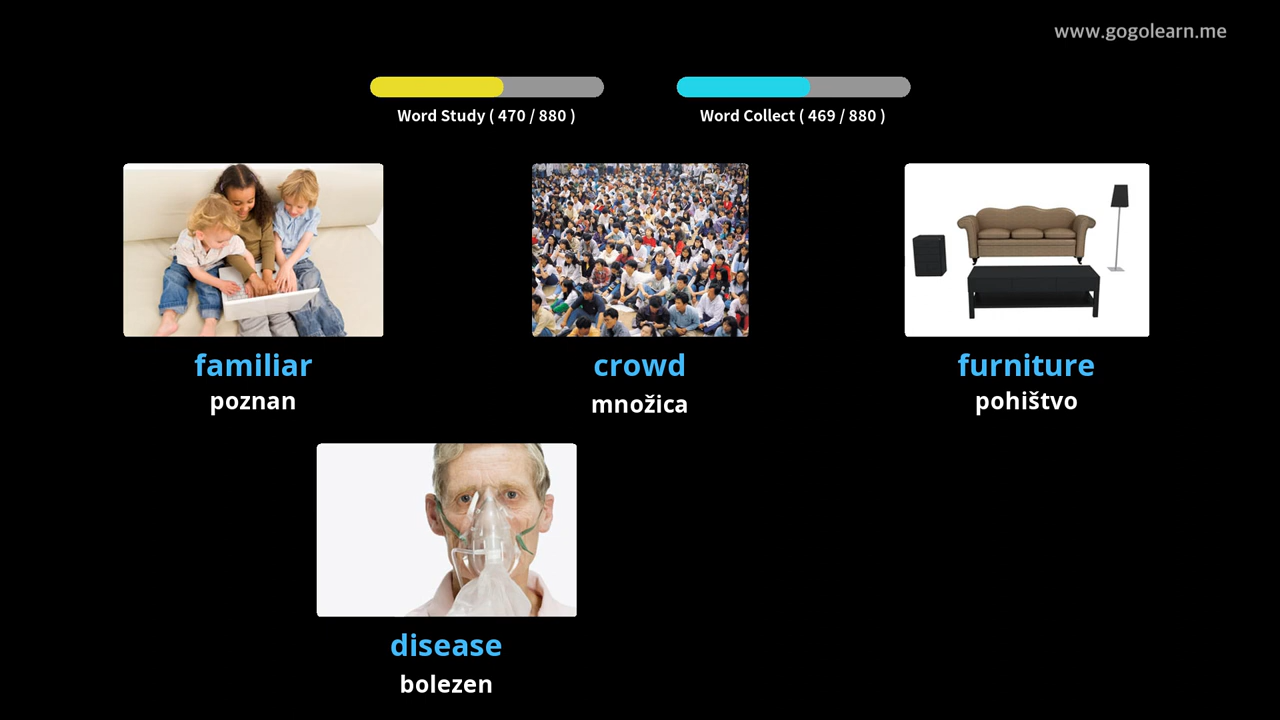 www.gogolearn.me
Word Study ( 470 / 880 )
Word Collect ( 469 / 880 )
familiar
poznan
crowd
množica
furniture
pohištvo
disease
bolezen